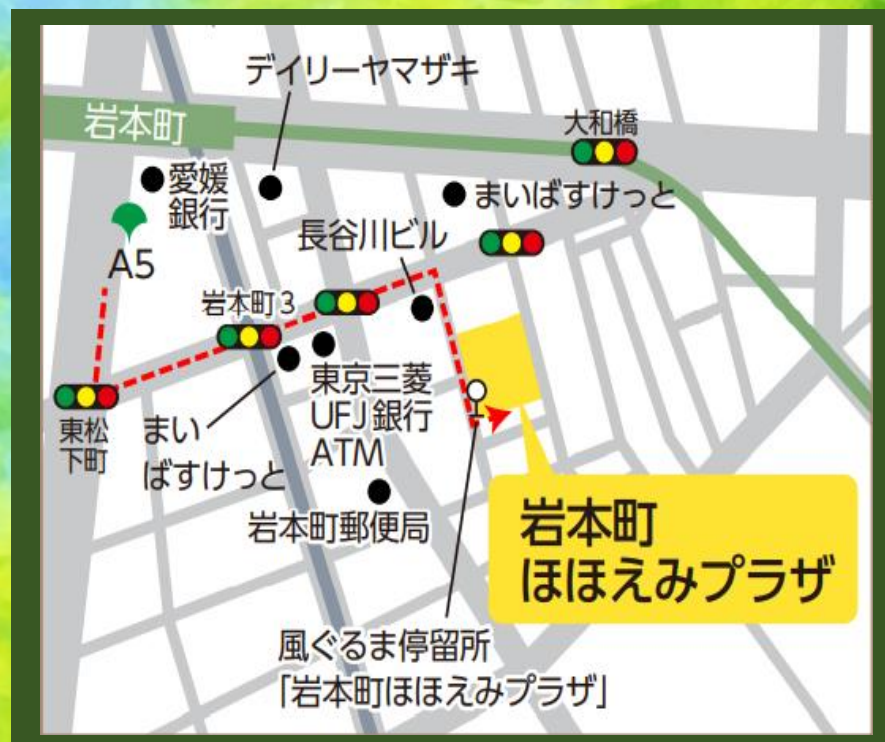 デイリーヤマザキ
岩本町
大和橋
愛媛
銀行
まいばすけっと
長谷川ビル
A5
岩本町3
東松
下町
まい
ばすけっと
東京三菱
UFJ銀行
ATM
岩本町郵便局
岩本町
ほほえみプラザ
風ぐるま停留所
「岩本町ほほえみプラザ」